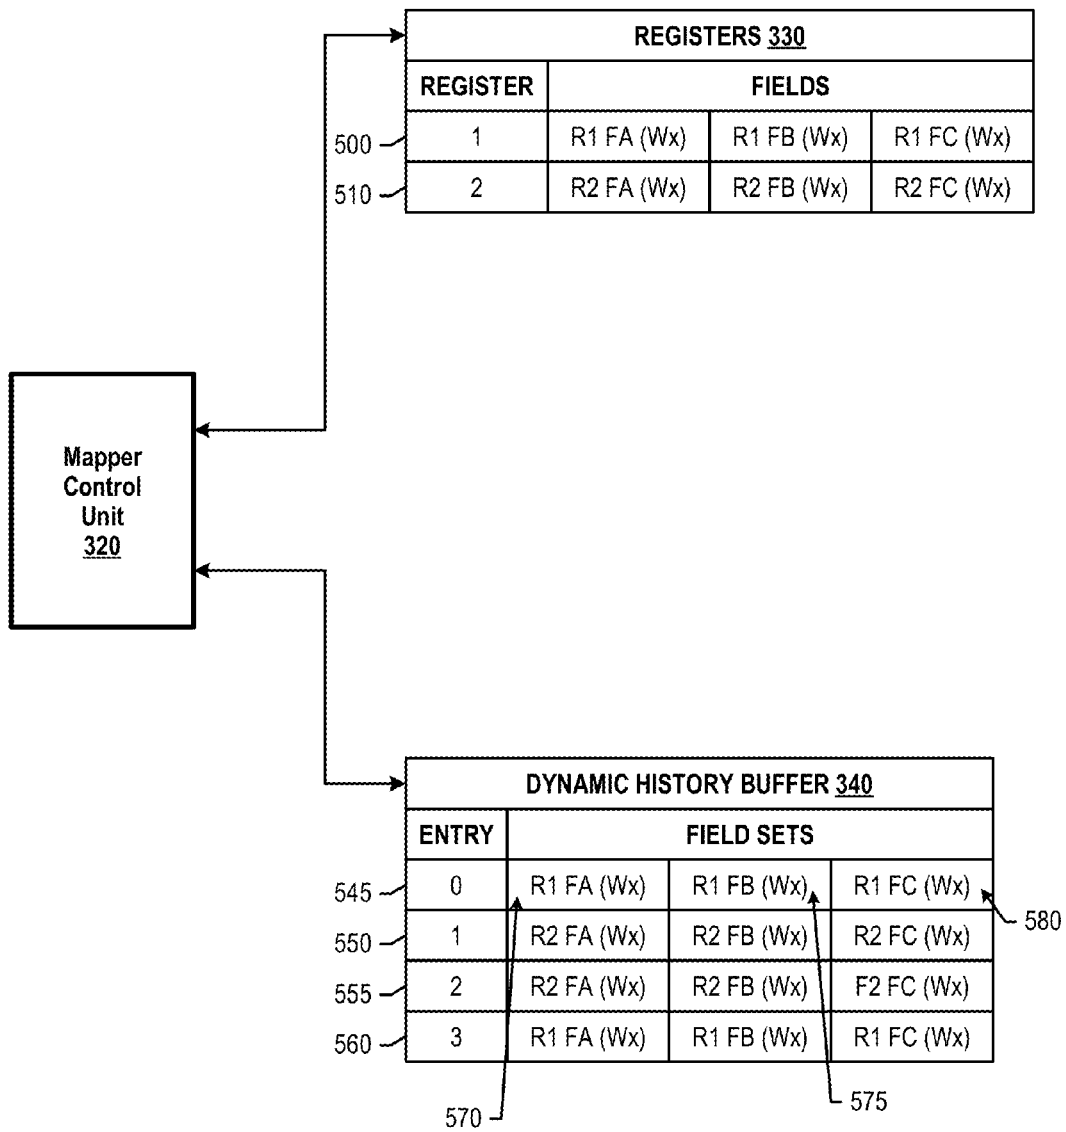 REGISTERS 330
REGISTER FIELDS
500 1 R1 FA (Wx) R1 FB (Wx) R1 FC (Wx)
510 2 R2 FA (Wx) R2 FB (Wx) R2 FC (Wx)
Mapper
Control
Unit
320
DYNAMIC HISTORY BUFFER 340
ENTRY FIELD SETS
545 0 R1 FA (Wx) R1 FB (Wx) R1 FC (Wx)
580
550 1 R2 FA (Wx) R2 FB (Wx) R2 FC (Wx)
555 2 R2 FA (Wx) R2 FB (Wx) F2 FC (Wx)
560 3 R1 FA (Wx) R1 FB (Wx) R1 FC (Wx)
570 575